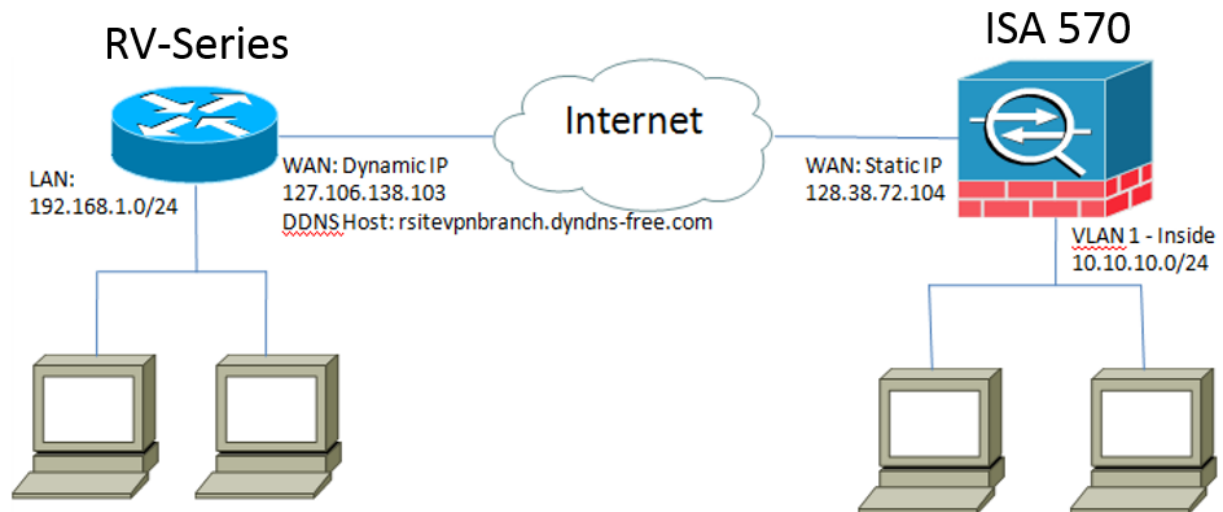 RV-Series
ISA 570
Internet
LAN:
192.168.1.0/24
WAN: Dynamic IP
127.106.138.103
DDNS Host: rsitevpnbranch.dyndns-free.com
WAN: Static IP
128.38.72.104
VLAN 1 - Inside
10.10.10.0/24